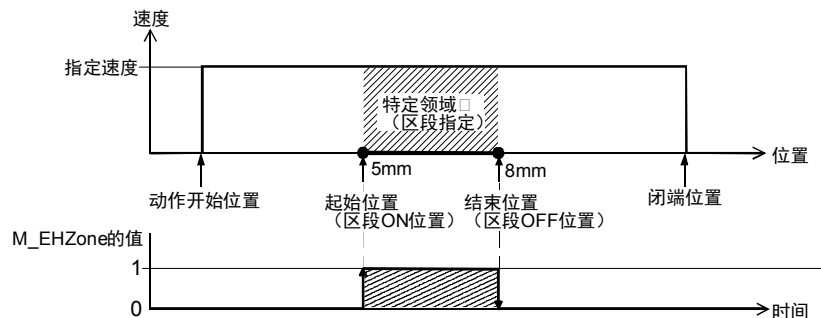 速度
指定速度
特定领域□
（区段指定）
位置
5mm
8mm
动作开始位置
起始位置
（区段ON位置）
结束位置
（区段OFF位置）
闭端位置
M_EHZone的值
1
0
时间